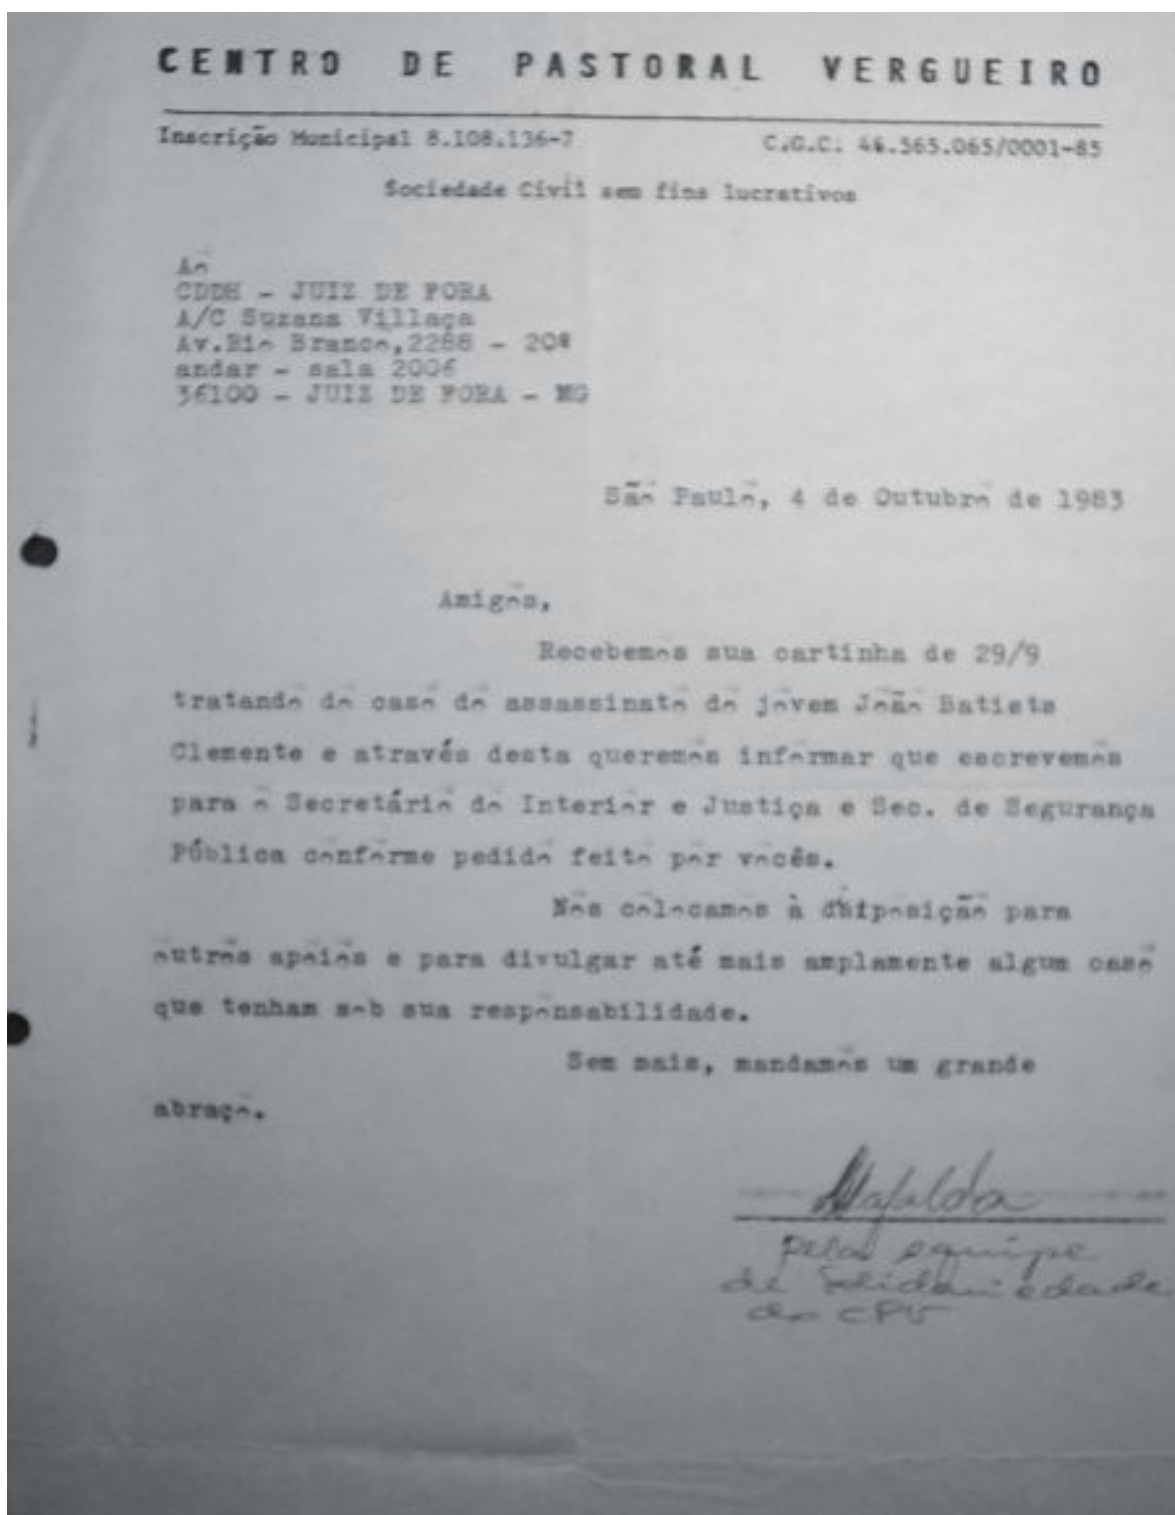 CENTRO DE PASTORAL VERGUEIRO
Inscrição Municipal 8.108.136-7 C.G.C. 46.565.065/0001-85
Sociedade Civil sem fins lucrativos
Ao
CDDH - JUIZ DE FORA
A/C Suzana Villaça
Av.Rio Branco,2288 - 20º
andar - sala 2006
36100 - JUIZ DE FORA - MG
São Paulo, 4 de Outubro de 1983
Amigos,
Recebemos sua cartinha de 29/9
tratando do caso do assassinato do jovem João Batista
Clemente e através desta queremos informar que escrevemos
para o Secretário do Interior e Justiça e Sec. de Segurança
Pública conforme pedido feito por vocês.
Nos colocamos à para
outros apoios e para divulgar até mais amplamente algum caso
que tenham sob sua responsabilidade.
Sem mais, mandamos um grande
abraço.
Mafalda
pela equipe
de Solidariedade
do CPV